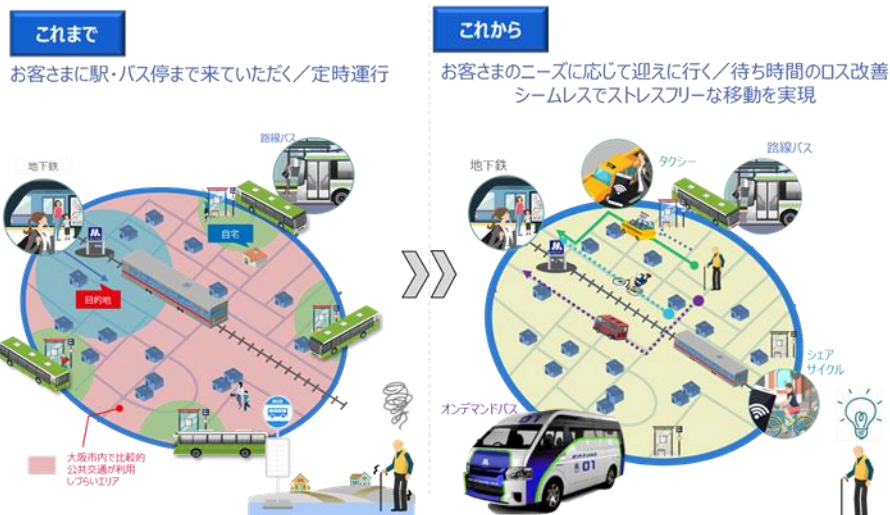 これまで
お客さまに駅・バス停まで来ていただく／定時運行
地下鉄
路線バス
自宅
目的地
大阪市内で比較的
公共交通が利用
しづらいエリア
これから
お客さまのニーズに応じて迎えに行く／待ち時間のロス改善
シームレスでストレスフリーな移動を実現
地下鉄
タクシー
路線バス
シェア
サイクル
オンデマンドバス
01